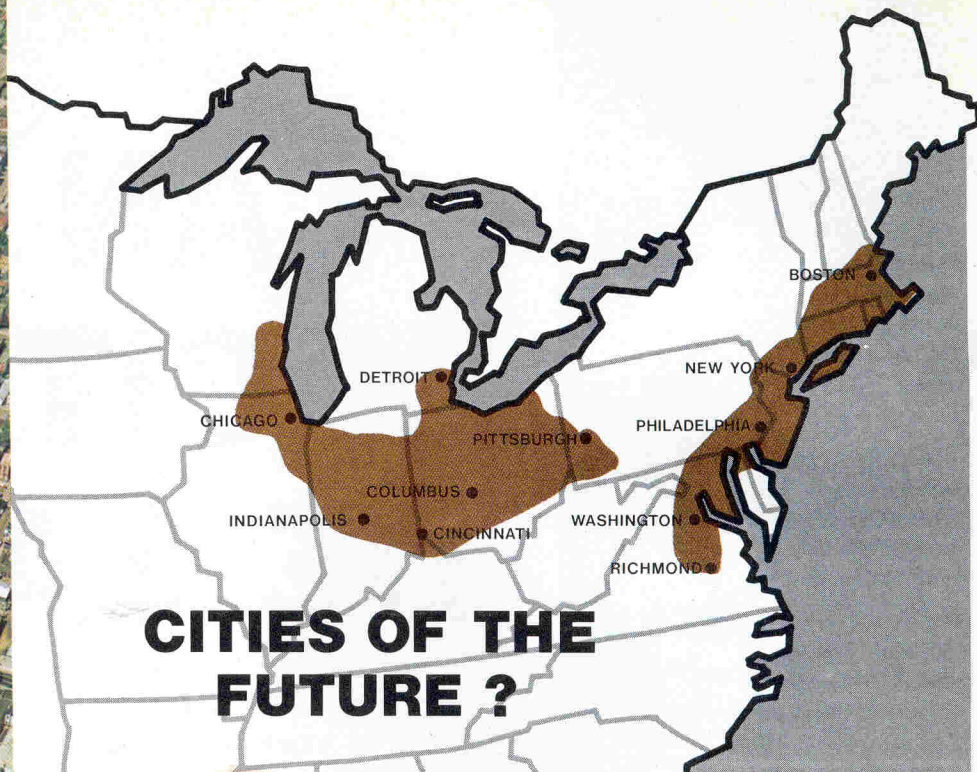 BOSTON
NEW YORK
DETROIT
CHICAGO
PHILADELPHIA
PITTSBURGH
COLUMBUS
INDIANAPOLIS
WASHINGTON
CINCINNATI
RICHMOND
CITIES OF THE
FUTURE ?